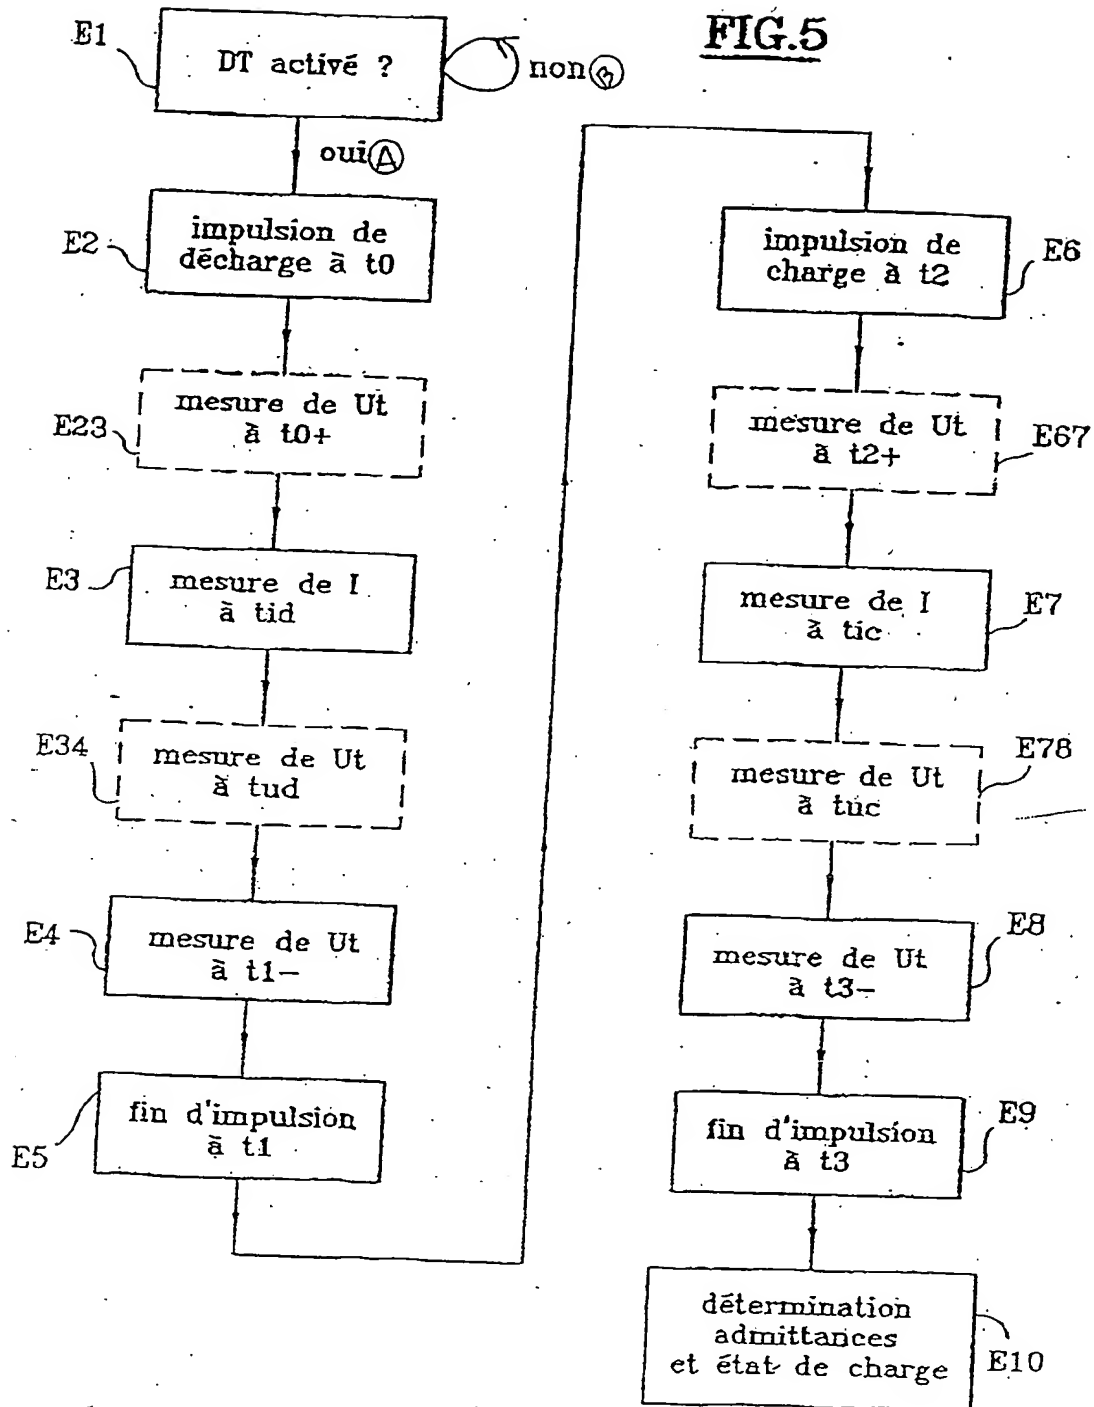 FIG.5
E1
DT activé ?
non Ⓑ
oui Ⓐ
E2
impulsion de
décharge à t0
E23
mesure de Ut
à t0+
E3
mesure de I
à tid
E34
mesure de Ut
à tud
E4
mesure de Ut
à t1-
E5
fin d'impulsion
à t1
impulsion de
charge à t2
E6
mesure de Ut
à t2+
E67
mesure de I
à tic
E7
mesure de Ut
à tuc
E78
mesure de Ut
à t3-
E8
fin d'impulsion
à t3
E9
détermination
admittances
et état de charge
E10